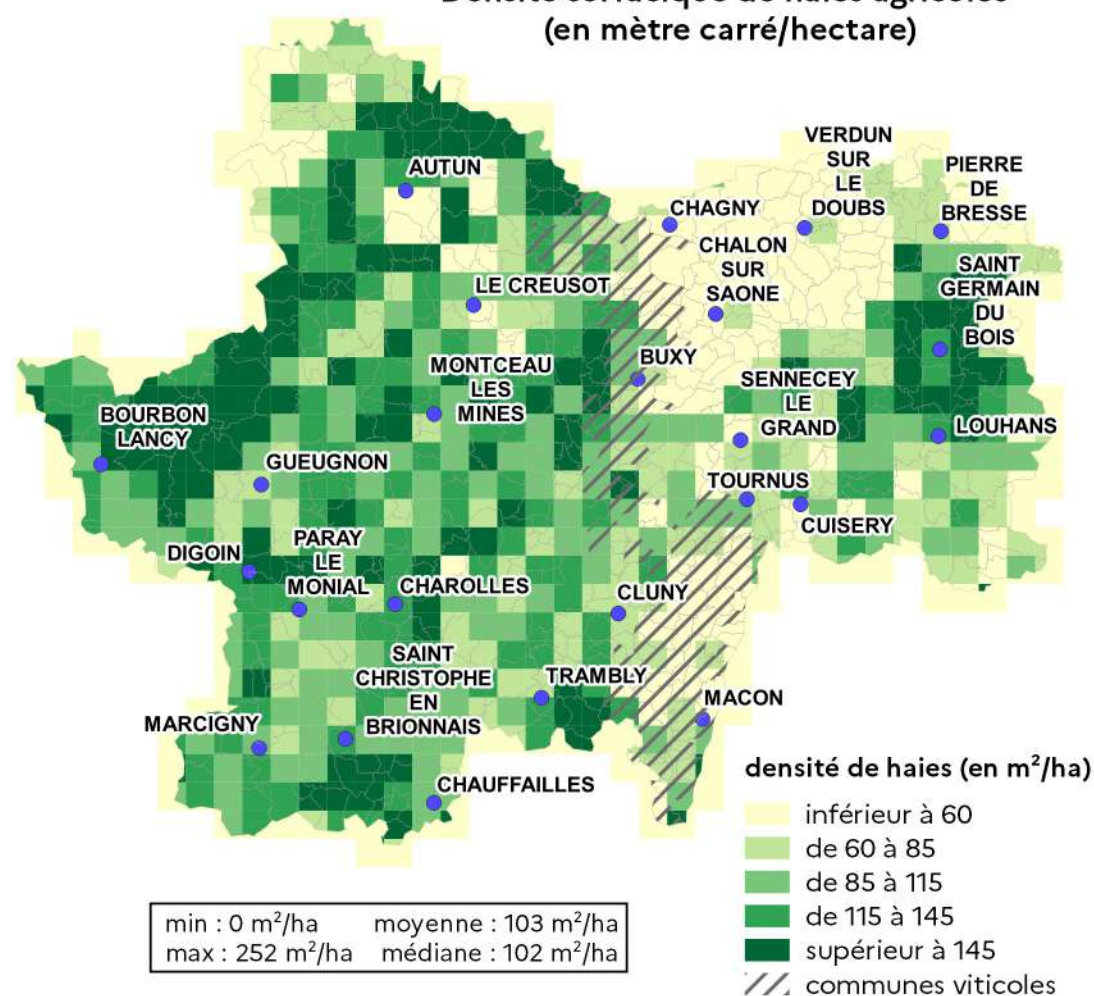 (en mètre carré/hectare)
AUTUN
VERDUN
SUR
LE
DOUBS
PIERRE
DE
BRESSE
CHAGNY
CHALON
SUR
SAONE
SAINT
GERMAIN
DU
BOIS
LE CREUSOT
BUXY
MONTCEAU
LES
MINES
SENNECEY
LE
GRAND
BOURBON
LANCY
LOUHANS
GUEUGNON
TOURNUS
CUISERY
DIGOIN
PARAY
LE
MONIAL
CHAROLLES
CLUNY
SAINT
CHRISTOPHE
EN
BRIONNAIS
TRAMBLY
MACON
MARCIGNY
CHAUFFAILLES
densité de haies (en m²/ha)
inférieur à 60
de 60 à 85
de 85 à 115
de 115 à 145
supérieur à 145
communes viticoles
min : 0 m²/ha moyenne : 103 m²/ha
max : 252 m²/ha médiane : 102 m²/ha